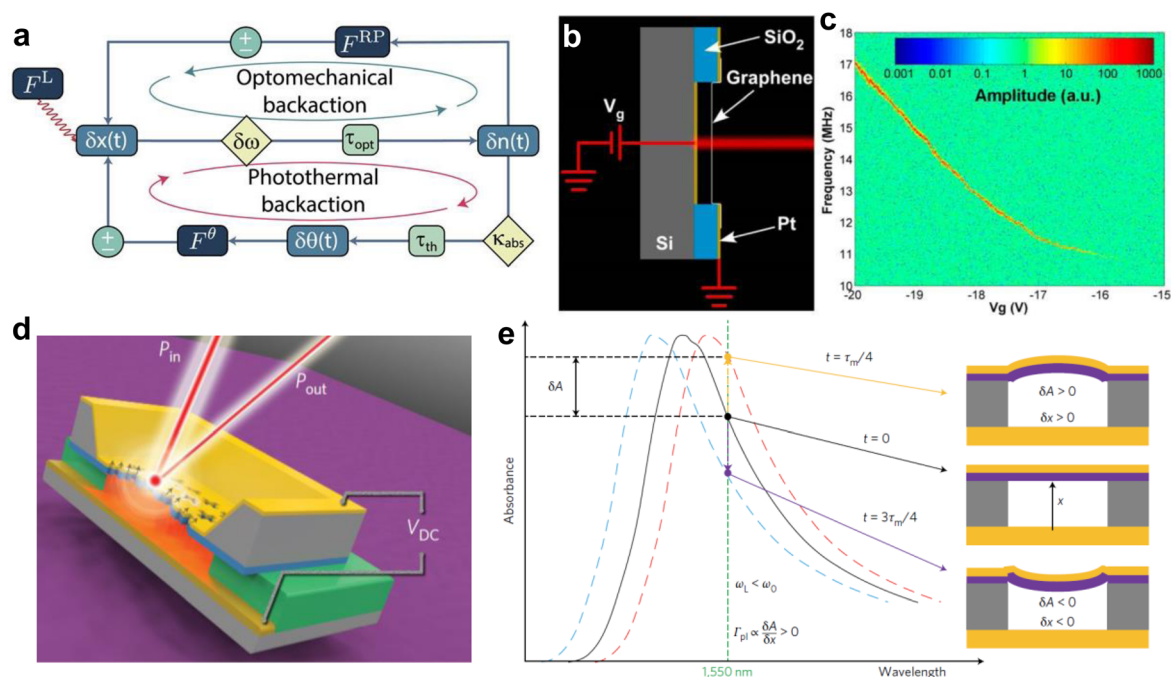 a
F^L
±
F^RP
Optomechanical
backaction
δx(t)
δω
τ_opt
δn(t)
Photothermal
backaction
±
F^θ
δθ(t)
τ_th
κ_abs
b
SiO₂
Graphene
V_g
Si
Pt
c
18
17
16
15
14
13
12
11
10
Frequency (MHz)
0.001 0.01 0.1 1 10 100 1000
Amplitude (a.u.)
-20 -19 -18 -17 -16 -15
Vg (V)
d
P_in
P_out
V_DC
e
Absorbance
δA
t = τ_m/4
t = 0
t = 3τ_m/4
ω_L < ω_0
Γ_pl ∝ δA/δx > 0
1,550 nm
Wavelength
δA > 0
δx > 0
x
δA < 0
δx < 0